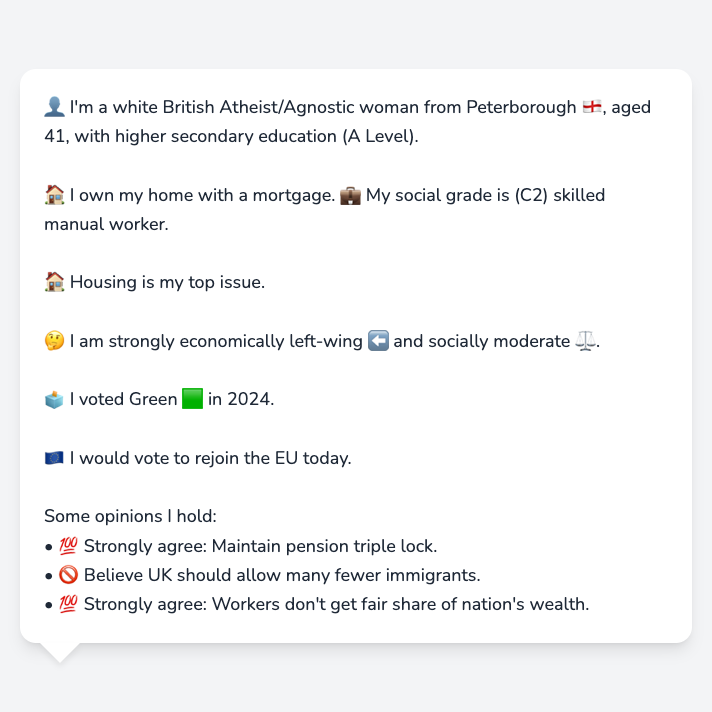 👤 I'm a white British Atheist/Agnostic woman from Peterborough 🏴󠁧󠁢󠁥󠁮󠁧󠁿, aged
41, with higher secondary education (A Level).
🏠 I own my home with a mortgage. 💼 My social grade is (C2) skilled
manual worker.
🏠 Housing is my top issue.
🤔 I am strongly economically left-wing ⬅️ and socially moderate ⚖️.
🗳️ I voted Green 🟩 in 2024.
🇪🇺 I would vote to rejoin the EU today.
Some opinions I hold:
• 💯 Strongly agree: Maintain pension triple lock.
• 🚫 Believe UK should allow many fewer immigrants.
• 💯 Strongly agree: Workers don't get fair share of nation's wealth.